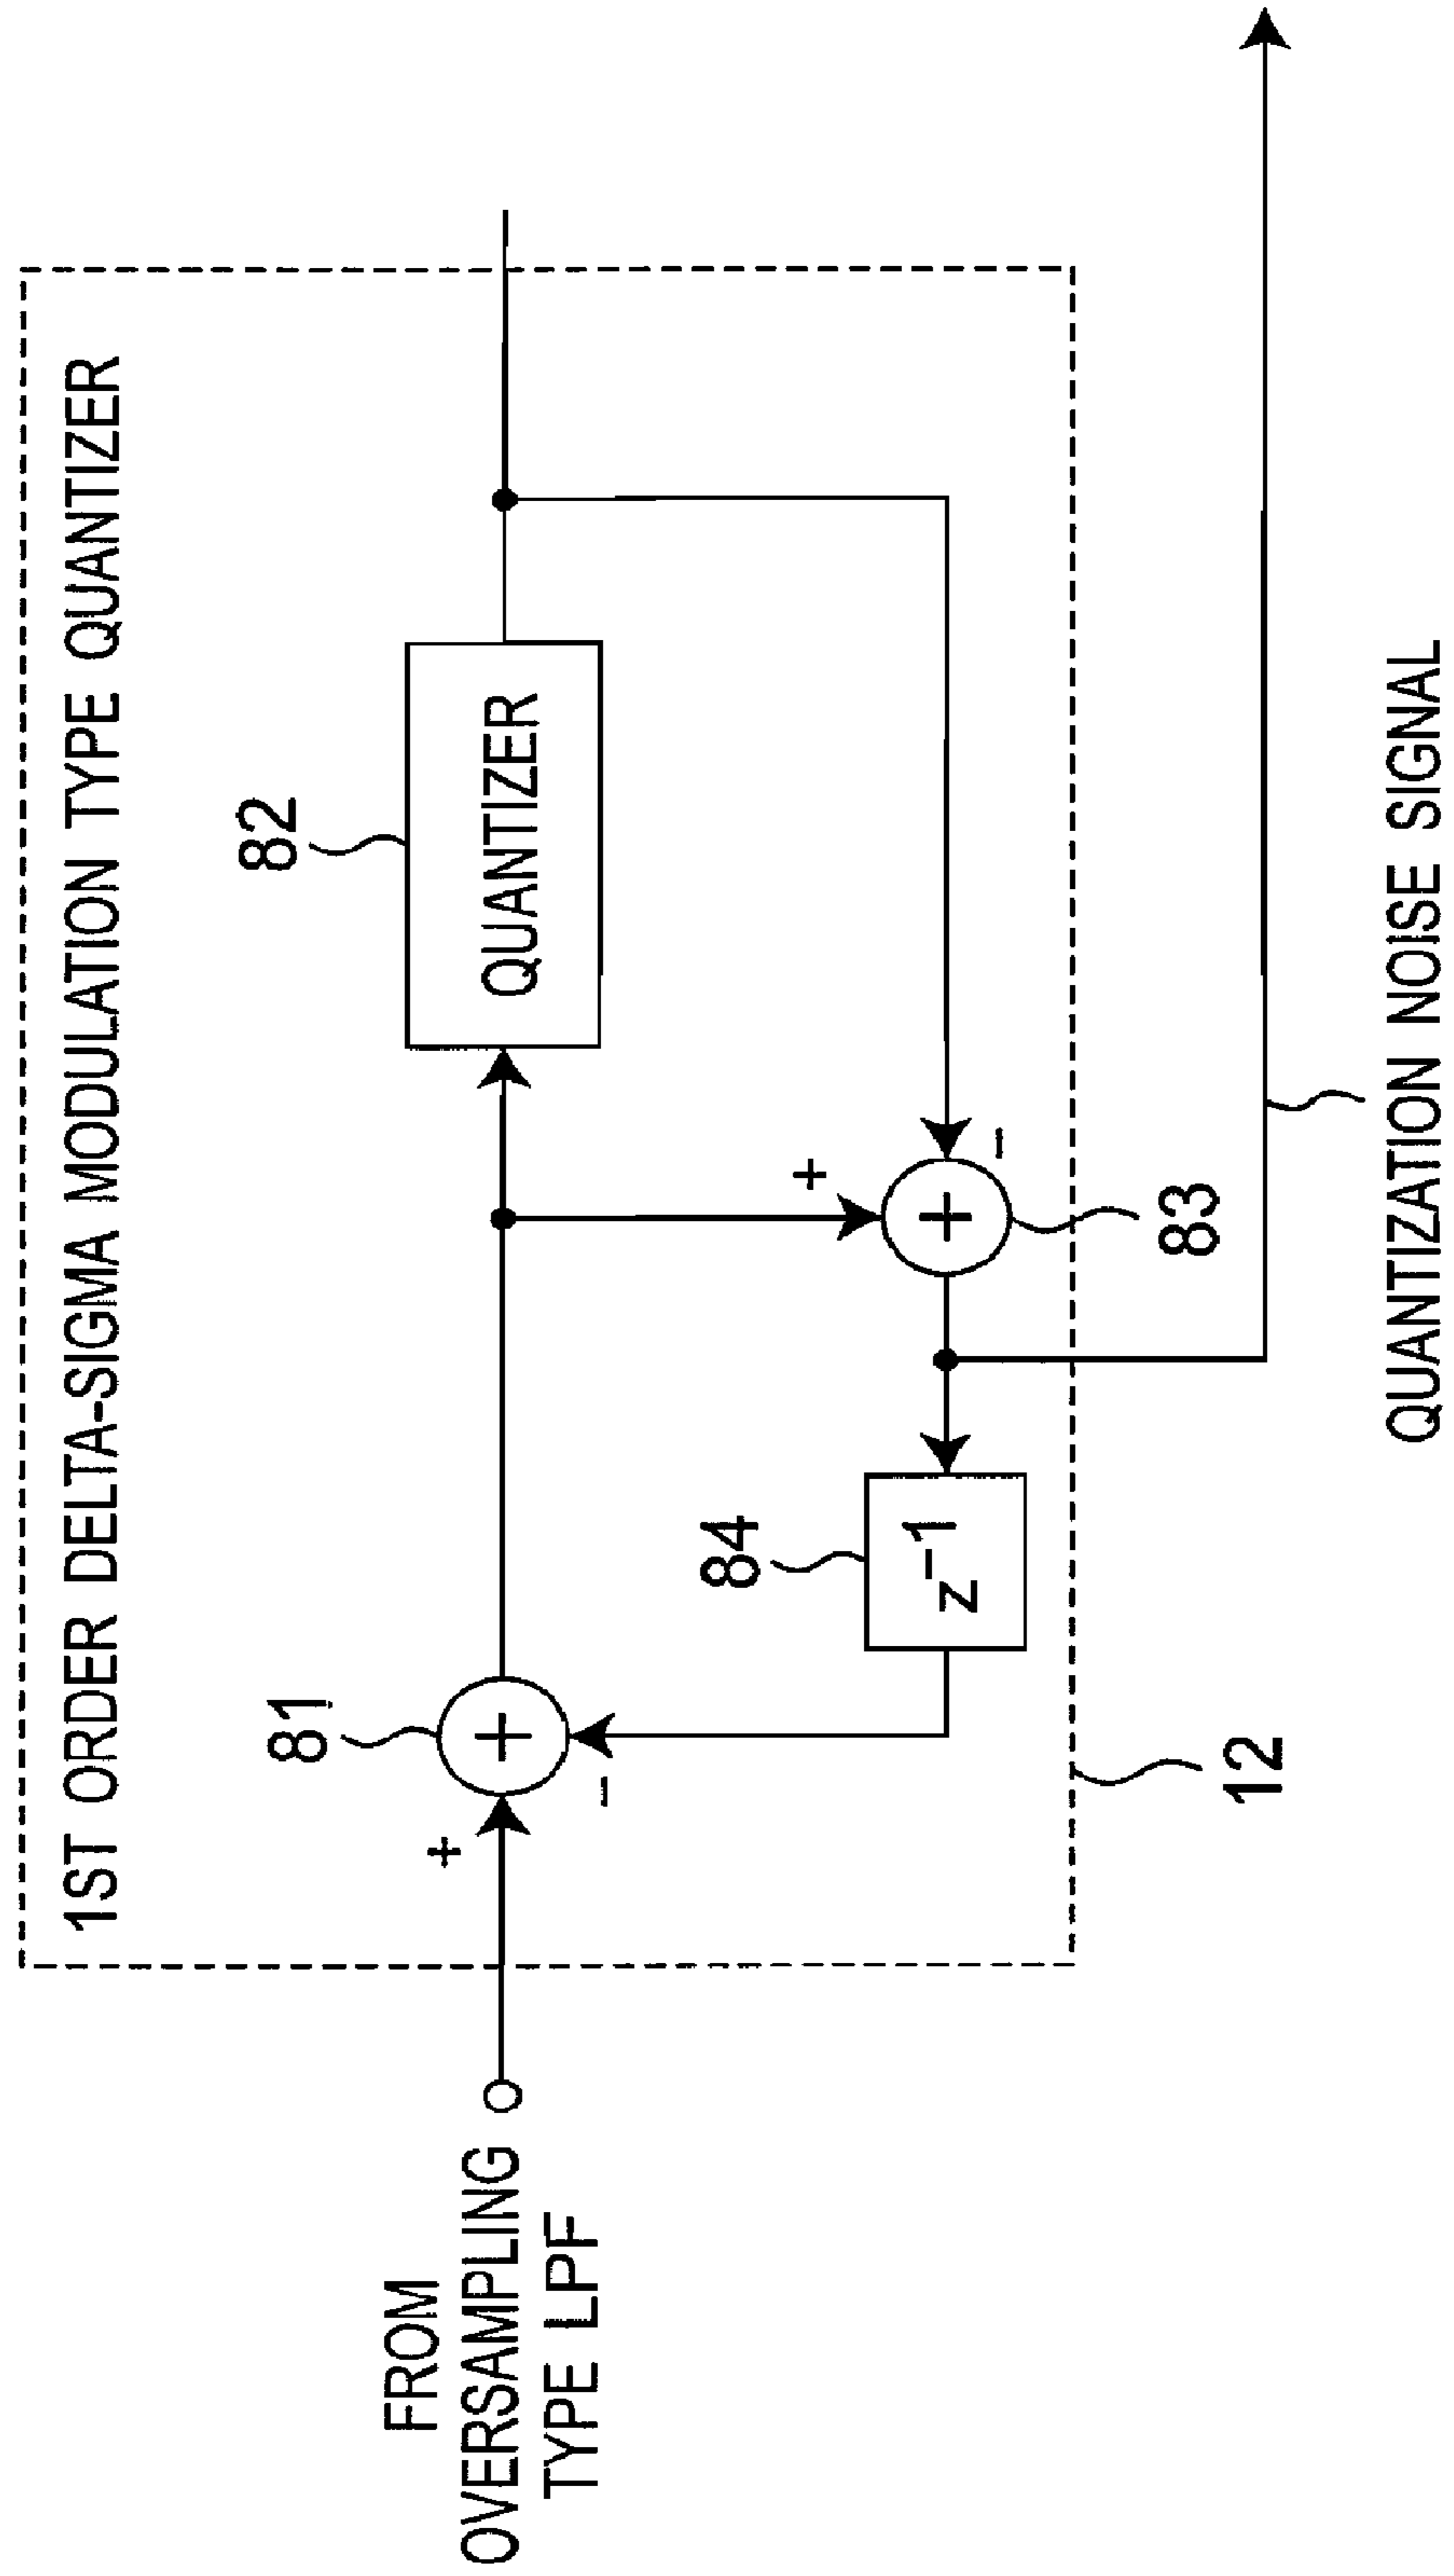 1ST ORDER DELTA-SIGMA MODULATION TYPE QUANTIZER
82
QUANTIZER
81
+
+
-
FROM
OVERSAMPLING
TYPE LPF
84
z⁻¹
+
+
-
83
12
QUANTIZATION NOISE SIGNAL